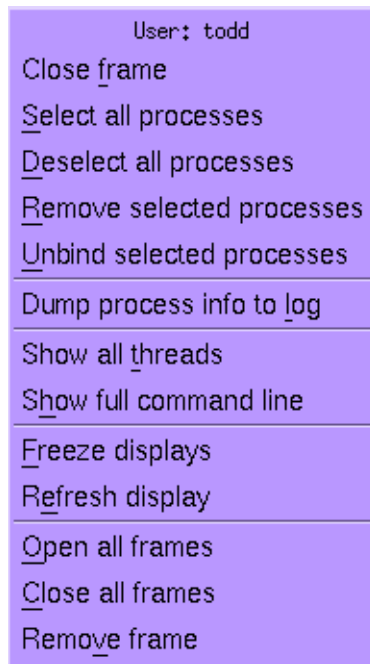 User: todd
Close frame
Select all processes
Deselect all processes
Remove selected processes
Unbind selected processes
Dump process info to log
Show all threads
Show full command line
Freeze displays
Refresh display
Open all frames
Close all frames
Remove frame